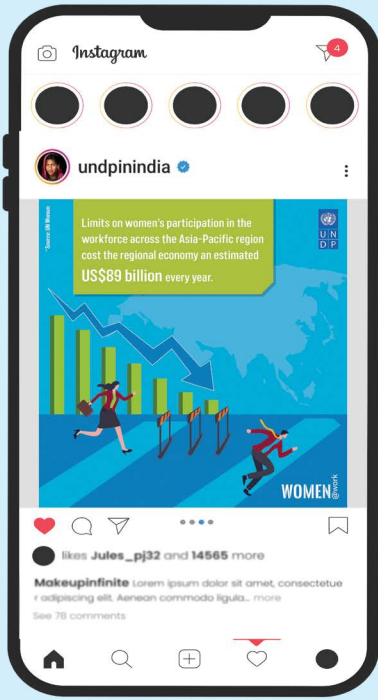 Instagram
4
undpinindia
*Source: UN Women
Limits on women's participation in the
workforce across the Asia-Pacific region
cost the regional economy an estimated
US$89 billion every year.
U N
D P
WOMEN@work
likes Jules_pj32 and 14565 more
Makeupinfinite Lorem ipsum dolor sit amet, consectetue
r adipiscing elit. Aenean commodo ligula... more
See 78 comments